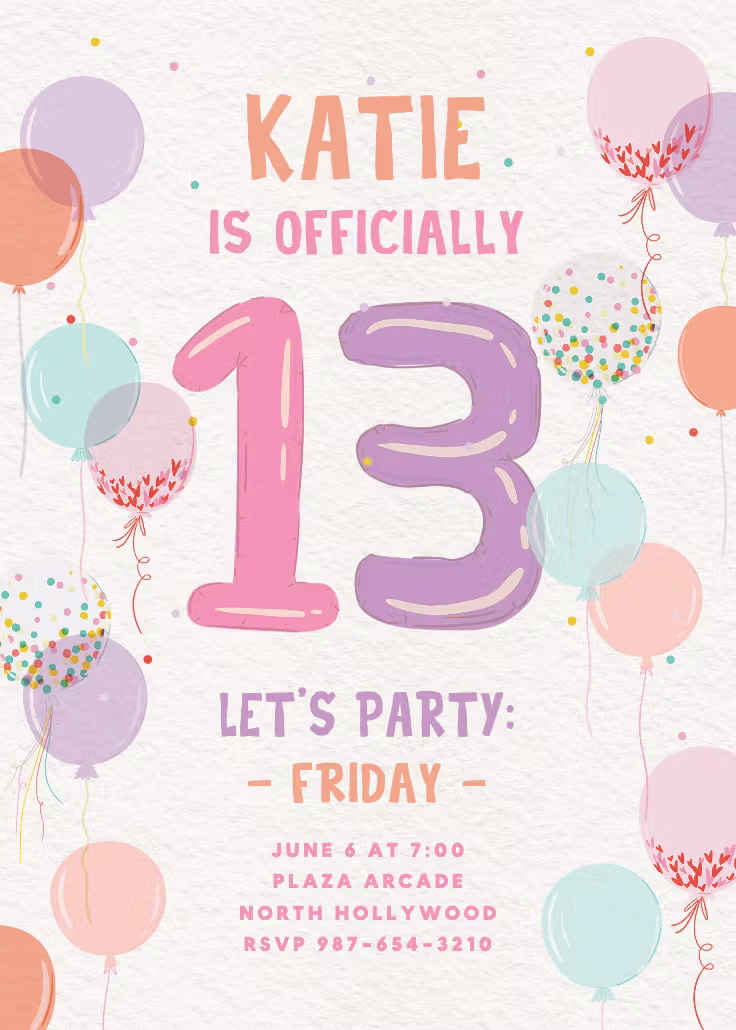 KATIE
IS OFFICIALLY
13
LET'S PARTY:
– FRIDAY –
JUNE 6 AT 7:00
PLAZA ARCADE
NORTH HOLLYWOOD
RSVP 987-654-3210